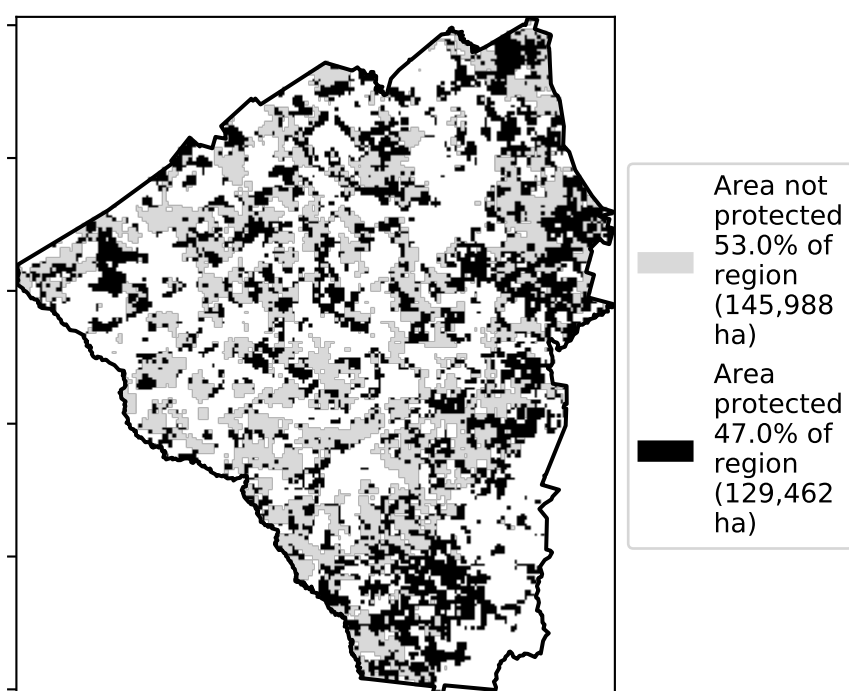 Area not
protected
53.0% of
region
(145,988
ha)
Area
protected
47.0% of
region
(129,462
ha)